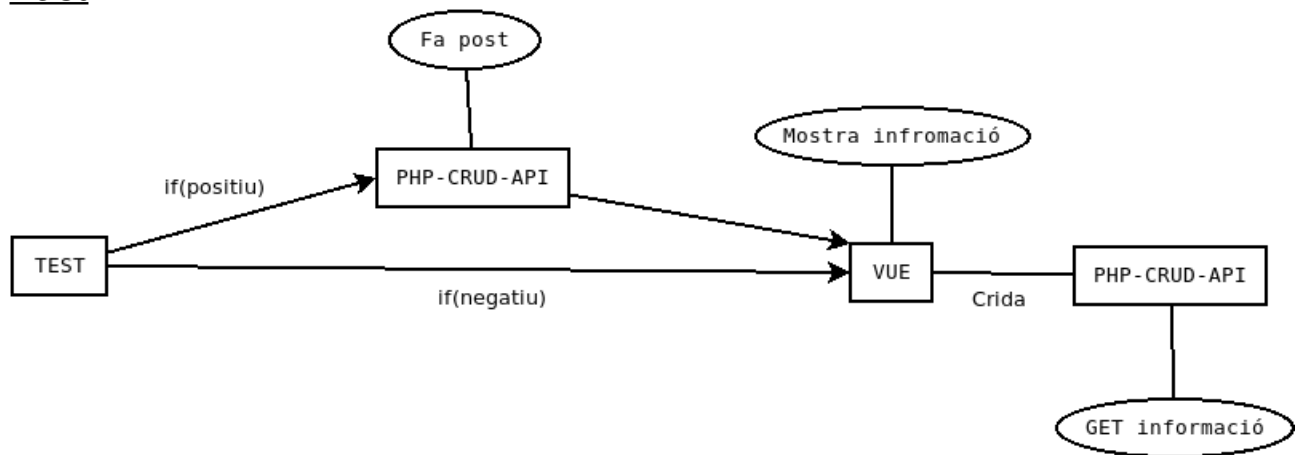 Fa post
Mostra infromació
PHP-CRUD-API
if(positiu)
TEST
VUE
PHP-CRUD-API
if(negatiu)
Crida
GET informació